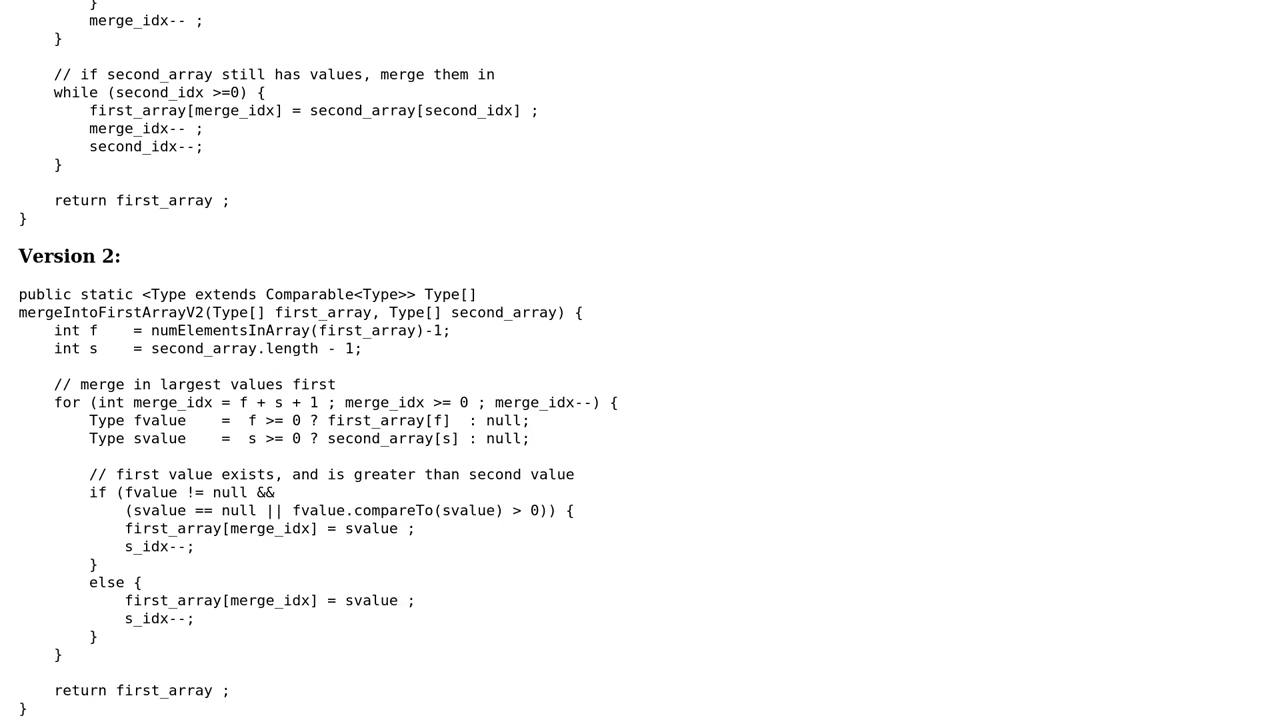 }
        merge_idx-- ;
    }

    // if second_array still has values, merge them in
    while (second_idx >=0) {
        first_array[merge_idx] = second_array[second_idx] ;
        merge_idx-- ;
        second_idx--;
    }

    return first_array ;
}
Version 2:
public static <Type extends Comparable<Type>> Type[]
mergeIntoFirstArrayV2(Type[] first_array, Type[] second_array) {
    int f    = numElementsInArray(first_array)-1;
    int s    = second_array.length - 1;

    // merge in largest values first
    for (int merge_idx = f + s + 1 ; merge_idx >= 0 ; merge_idx--) {
        Type fvalue    =  f >= 0 ? first_array[f]  : null;
        Type svalue    =  s >= 0 ? second_array[s] : null;

        // first value exists, and is greater than second value
        if (fvalue != null &&
            (svalue == null || fvalue.compareTo(svalue) > 0)) {
            first_array[merge_idx] = svalue ;
            s_idx--;
        }
        else {
            first_array[merge_idx] = svalue ;
            s_idx--;
        }
    }

    return first_array ;
}